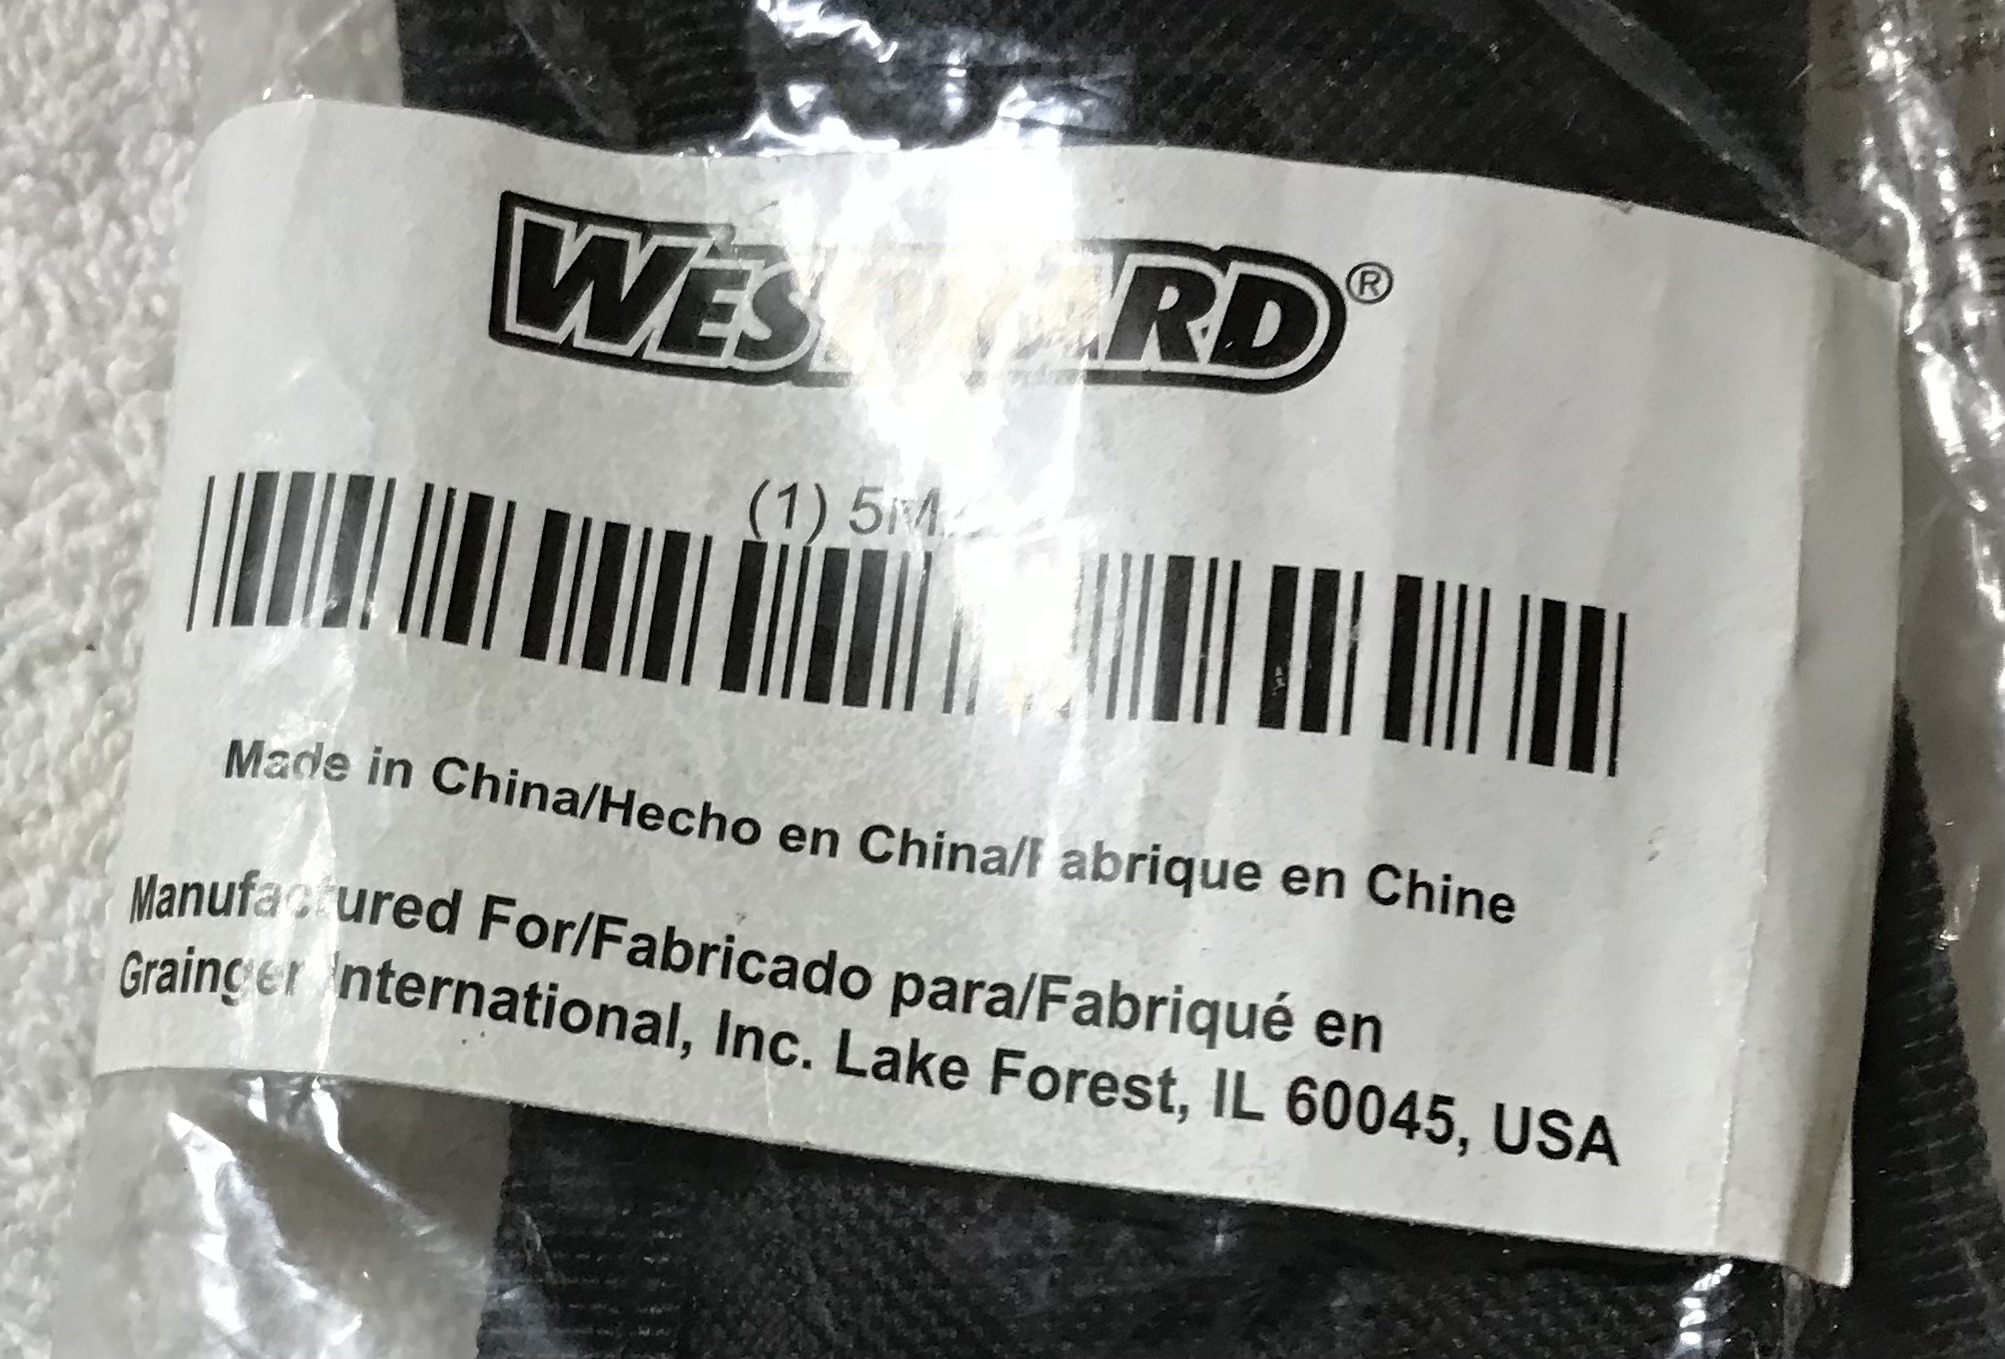 WESTWARD®
(1)
Made in China/Hecho en China/Fabrique en Chine
Manufactured For/Fabricado para/Fabriqué en
Grainger International, Inc. Lake Forest, IL 60045, USA